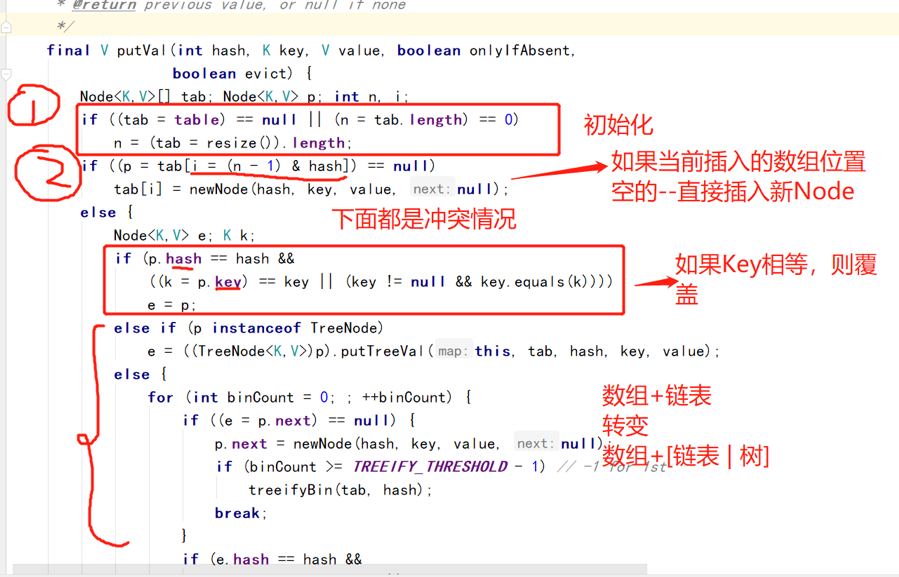 * @return previous value, or null if none
*/
final V putVal(int hash, K key, V value, boolean onlyIfAbsent,
boolean evict) {
Node<K,V>[] tab; Node<K,V> p; int n, i;
1
if ((tab = table) == null || (n = tab.length) == 0)
初始化
n = (tab = resize()).length;
2
if ((p = tab[i = (n - 1) & hash]) == null)
如果当前插入的数组位置
tab[i] = newNode(hash, key, value, next: null);
空的--直接插入新Node
else {
下面都是冲突情况
Node<K,V> e; K k;
if (p.hash == hash &&
如果Key相等，则覆
((k = p.key) == key || (key != null && key.equals(k))))
盖
e = p;
else if (p instanceof TreeNode)
e = ((TreeNode<K,V>)p).putTreeVal( map: this, tab, hash, key, value);
else {
for (int binCount = 0; ; ++binCount) {
数组+链表
if ((e = p.next) == null) {
转变
p.next = newNode(hash, key, value, next: null);
数组+[链表 | 树]
if (binCount >= TREEIFY_THRESHOLD - 1) // -1 for 1st
treeifyBin(tab, hash);
break;
}
if (e.hash == hash &&